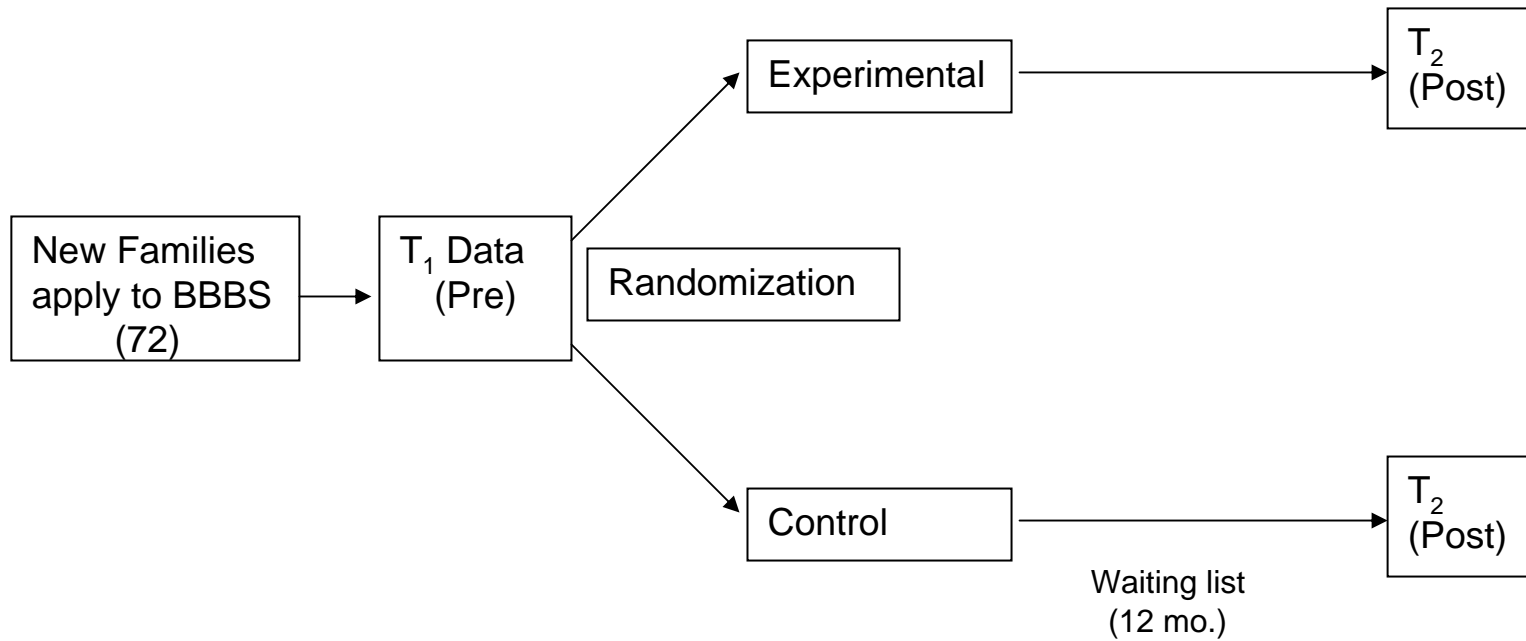 New Families
apply to BBBS
(72)
T₁ Data
(Pre)
Randomization
Experimental
T₂
(Post)
Control
Waiting list
(12 mo.)
T₂
(Post)